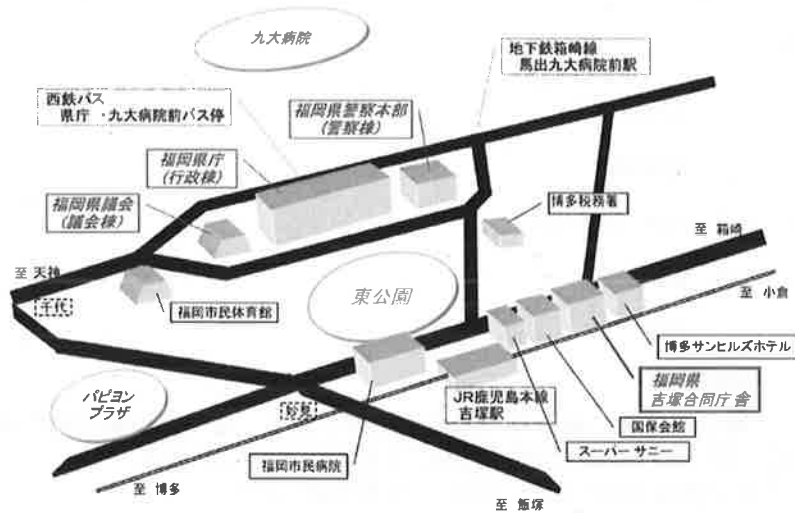 九大病院
地下鉄箱崎線
馬出九大病院前駅
西鉄バス
県庁・九大病院前バス停
福岡県警察本部
(警察棟)
福岡県庁
(行政棟)
福岡県議会
(議会棟)
博多税務署
至 箱崎
至 天神
千代
福岡市民体育館
東公園
至 小倉
博多サンヒルズホテル
パピヨン
プラザ
妙見
JR鹿児島本線
吉塚駅
福岡県
吉塚合同庁舎
国保会館
スーパー サニー
福岡市民病院
至 博多
至 飯塚